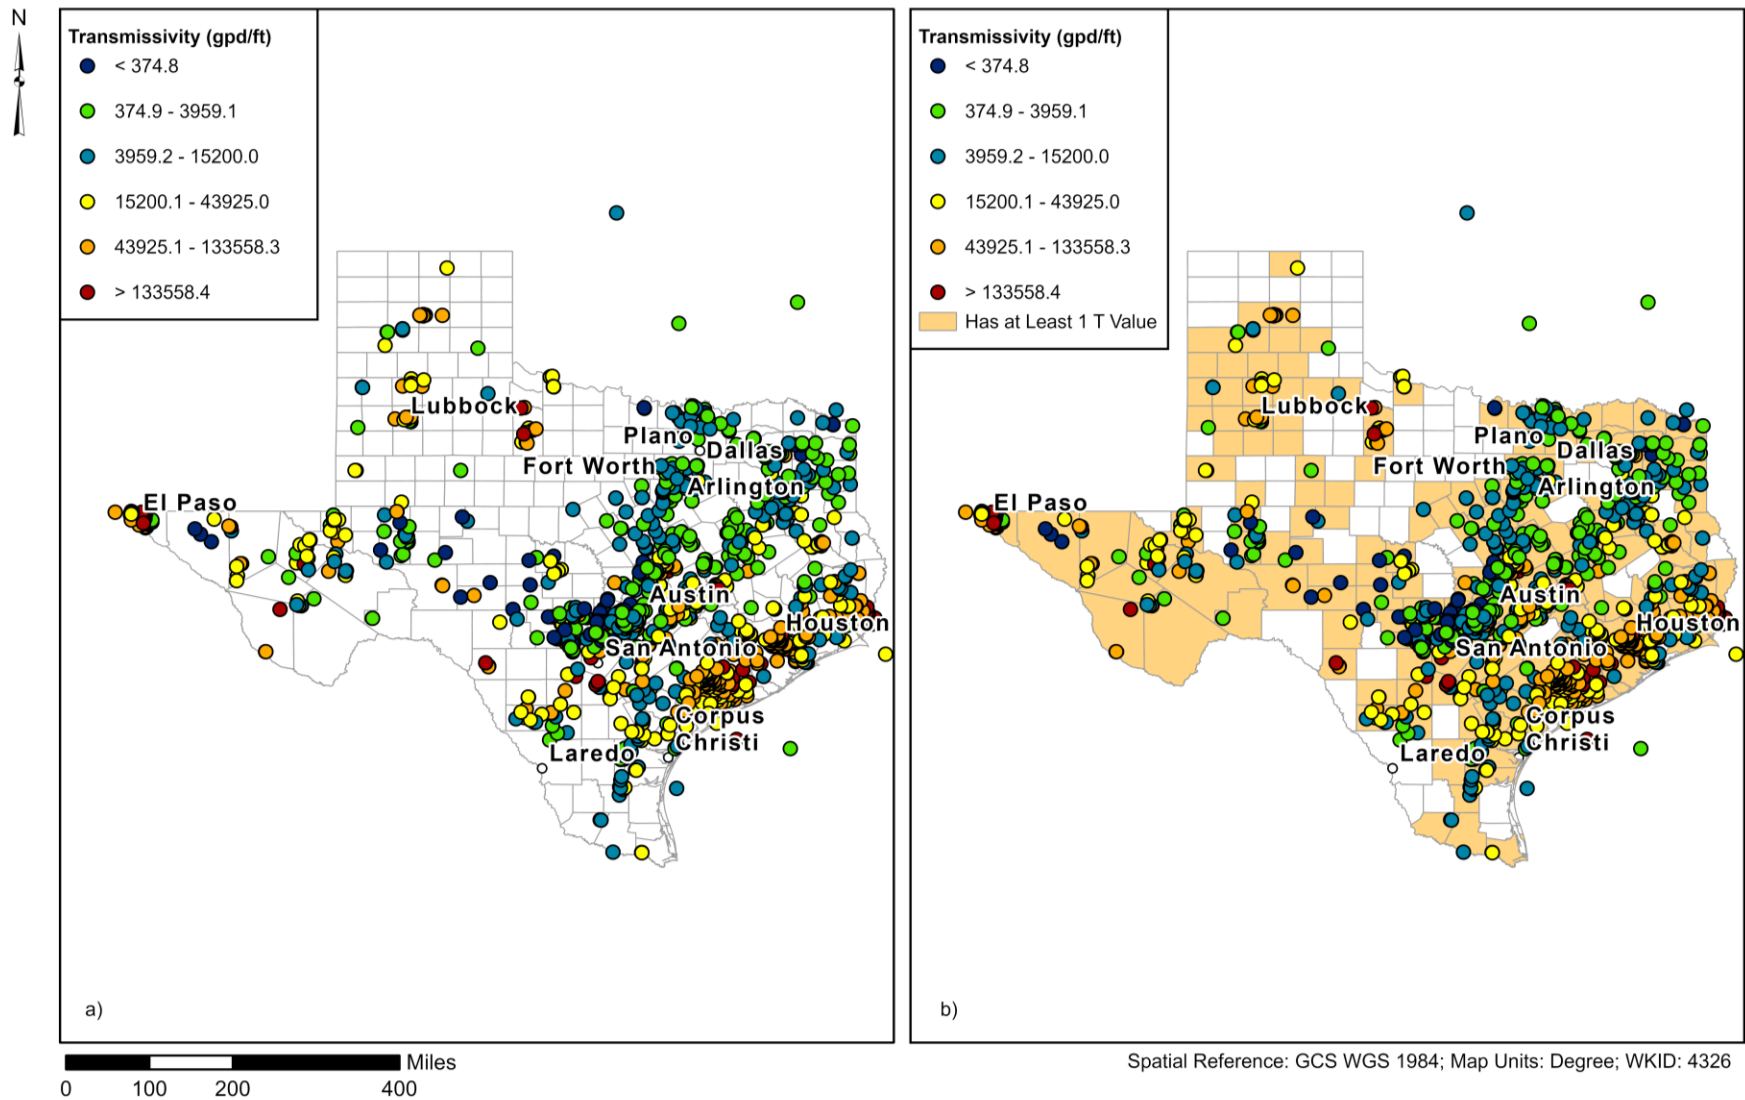 N
Transmissivity (gpd/ft)
< 374.8
374.9 - 3959.1
3959.2 - 15200.0
15200.1 - 43925.0
43925.1 - 133558.3
> 133558.4
Lubbock
Plano
Dallas
Fort Worth
Arlington
El Paso
Austin
Houston
San Antonio
Corpus
Christi
Laredo
a)
Transmissivity (gpd/ft)
< 374.8
374.9 - 3959.1
3959.2 - 15200.0
15200.1 - 43925.0
43925.1 - 133558.3
> 133558.4
Has at Least 1 T Value
Lubbock
Plano
Dallas
Fort Worth
Arlington
El Paso
Austin
Houston
San Antonio
Corpus
Christi
Laredo
b)
Miles
0 100 200 400
Spatial Reference: GCS WGS 1984; Map Units: Degree; WKID: 4326